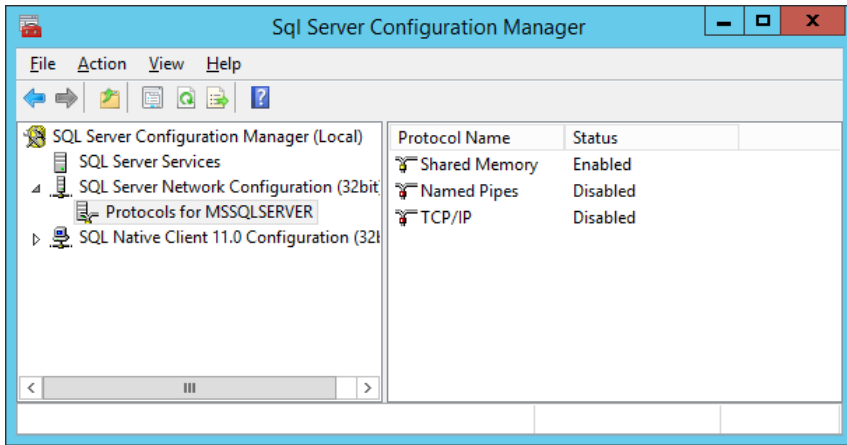 Sql Server Configuration Manager
File Action View Help
SQL Server Configuration Manager (Local)
SQL Server Services
SQL Server Network Configuration (32bit
Protocols for MSSQLSERVER
SQL Native Client 11.0 Configuration (32b
Protocol Name Status
Shared Memory Enabled
Named Pipes Disabled
TCP/IP Disabled